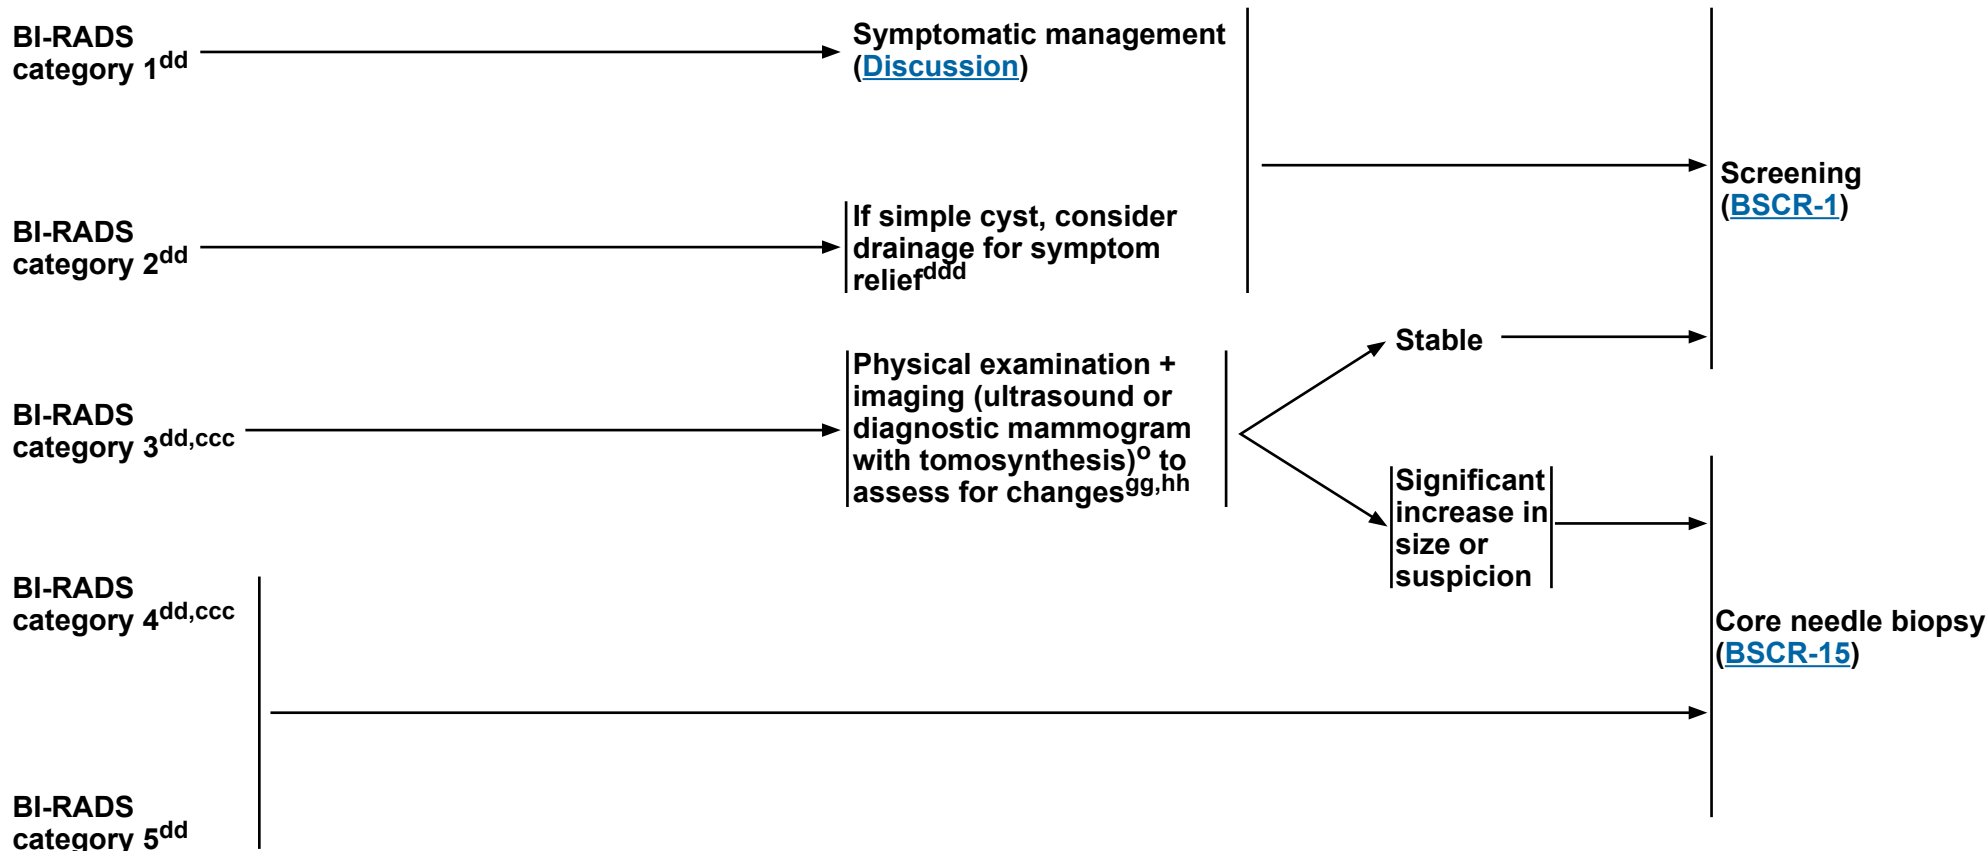 BI-RADS
category 1dd
Symptomatic management
(Discussion)
BI-RADS
category 2dd
If simple cyst, consider
drainage for symptom
reliefddd
Screening
(BSCR-1)
BI-RADS
category 3dd,ccc
Physical examination +
imaging (ultrasound or
diagnostic mammogram
with tomosynthesis)o to
assess for changesgg,hh
Stable
Significant
increase in
size or
suspicion
BI-RADS
category 4dd,ccc
BI-RADS
category 5dd
Core needle biopsy
(BSCR-15)